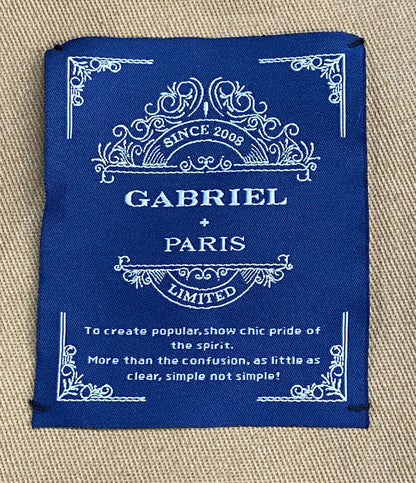 SINCE 2008
GABRIEL
+
PARIS
LIMITED
To create popular,show chic pride of
the spirit.
More than the confusion, as little as
clear, simple not simple!